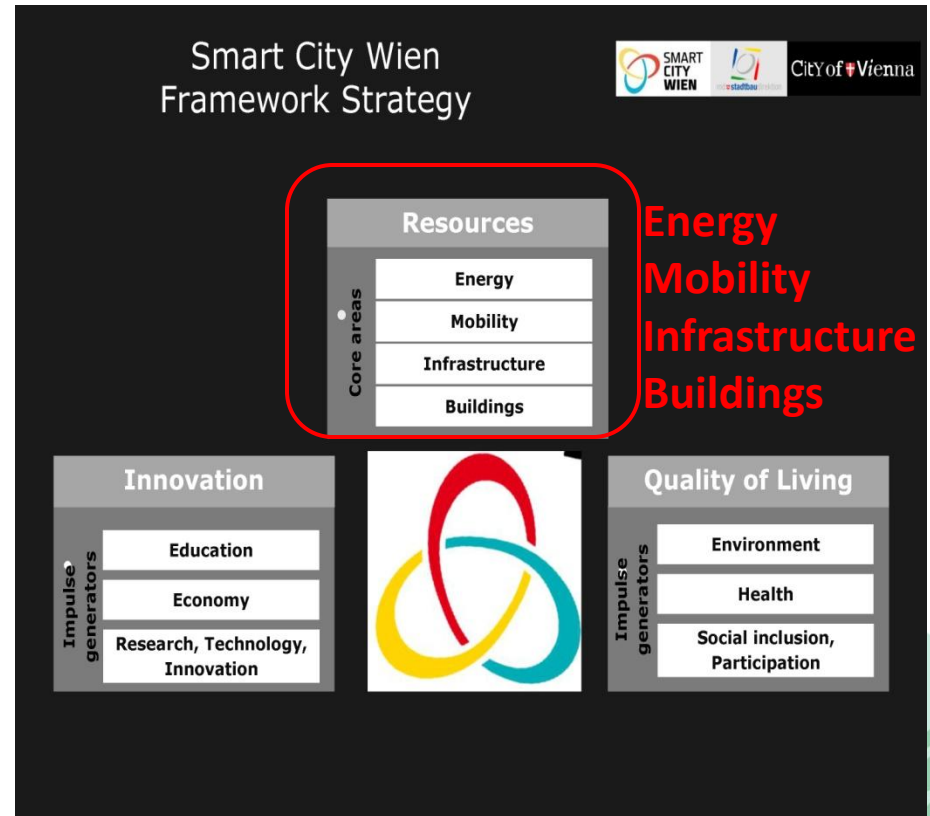 Smart City Wien
Framework Strategy
SMART
CITY
WIEN
CitY of Vienna
Resources
Core areas
Energy
Mobility
Infrastructure
Buildings
Energy
Mobility
Infrastructure
Buildings
Innovation
Impulse
generators
Education
Economy
Research, Technology,
Innovation
Quality of Living
Impulse
generators
Environment
Health
Social inclusion,
Participation